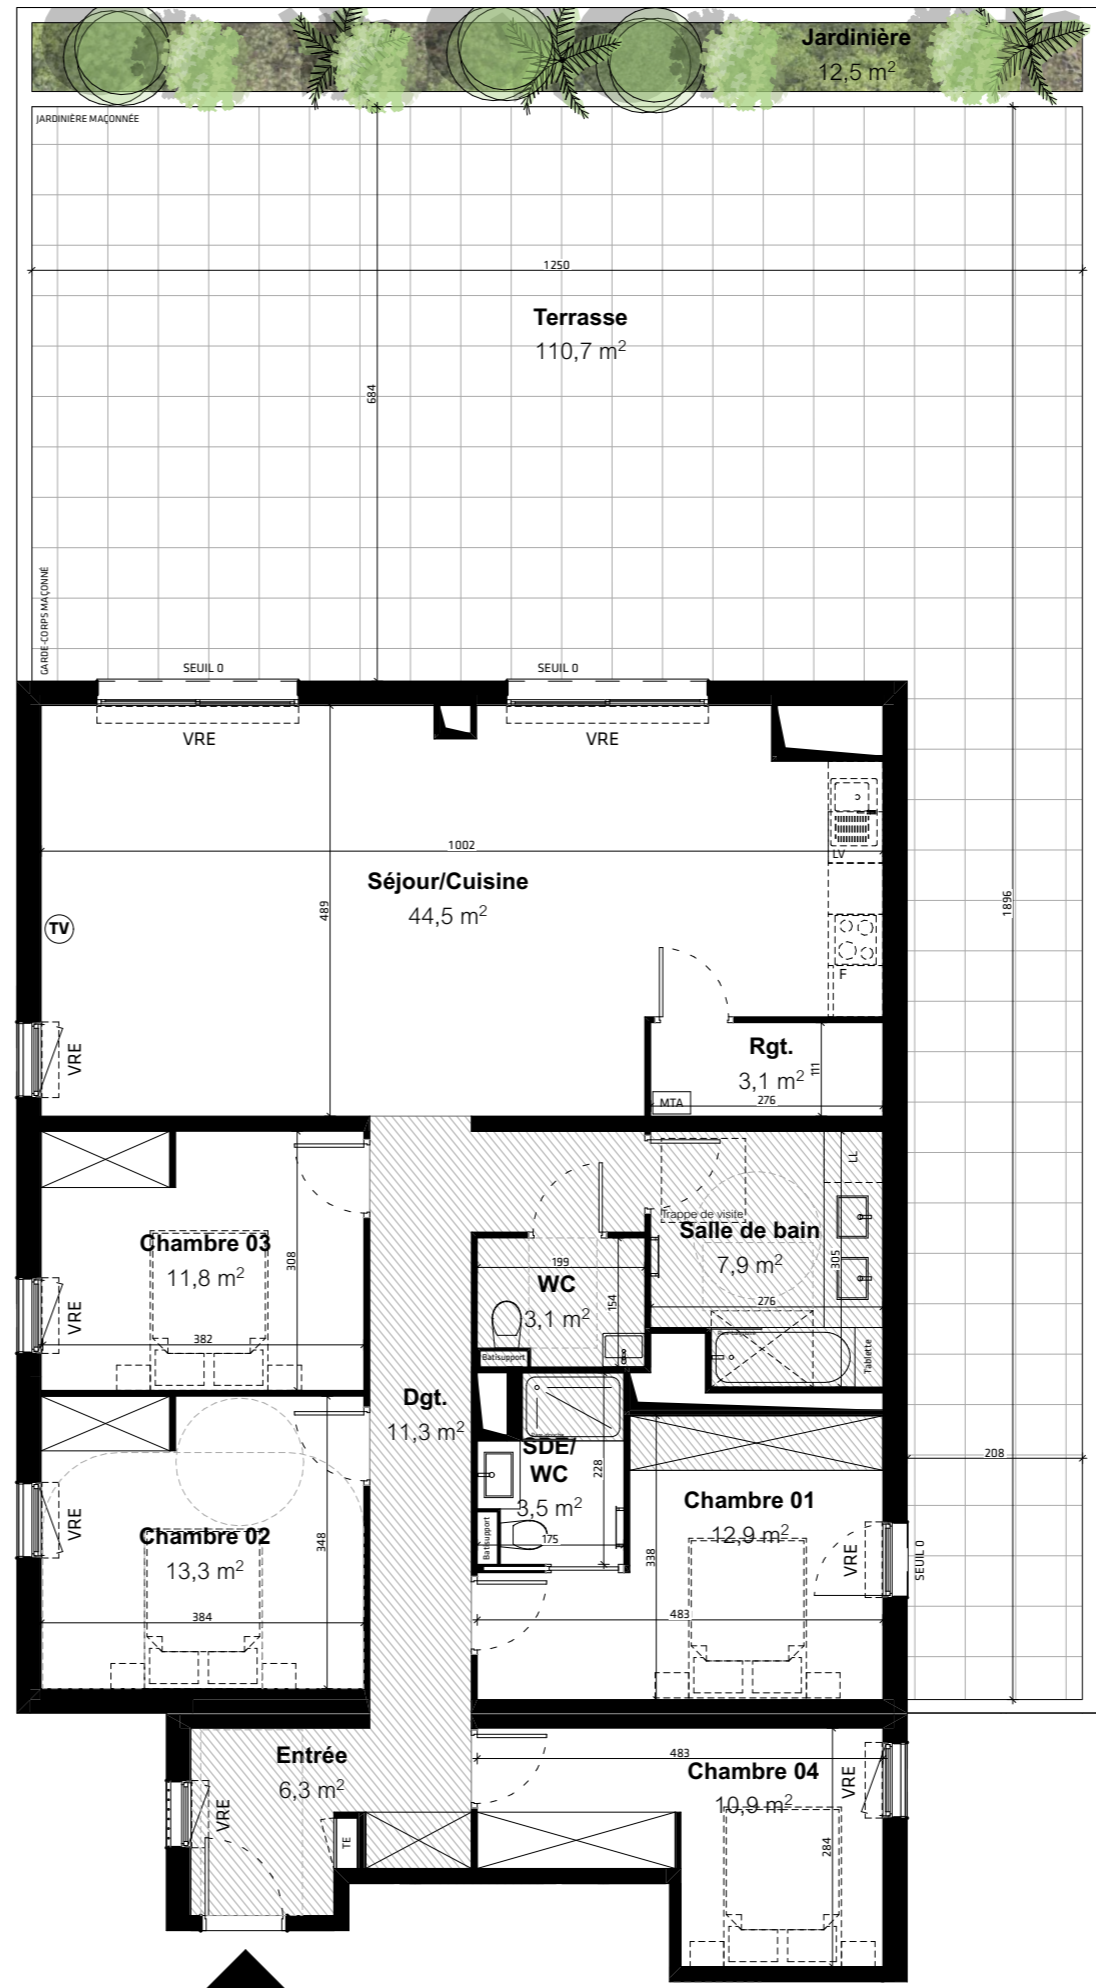 Jardinière
12,5 m²
JARDINIÈRE MAÇONNÉE
1250
Terrasse
110,7 m²
684
GARDE-CORPS MAÇONNÉ
SEUIL 0
SEUIL 0
VRE
VRE
1002
LV
Séjour/Cuisine
44,5 m²
489
1896
TV
F
VRE
Rgt.
3,1 m²
111
MTA
276
LL
Trappe de visite
Salle de bain
7,9 m²
305
276
Tablette
Chambre 03
11,8 m²
308
VRE
382
199
WC
3,1 m²
154
Batisupport
Dgt.
11,3 m²
SDE/
WC
3,5 m²
228
175
Batisupport
208
Chambre 01
12,9 m²
338
VRE
SEUIL 0
483
VRE
Chambre 02
13,3 m²
348
384
Entrée
6,3 m²
VRE
TE
483
Chambre 04
10,9 m²
VRE
284